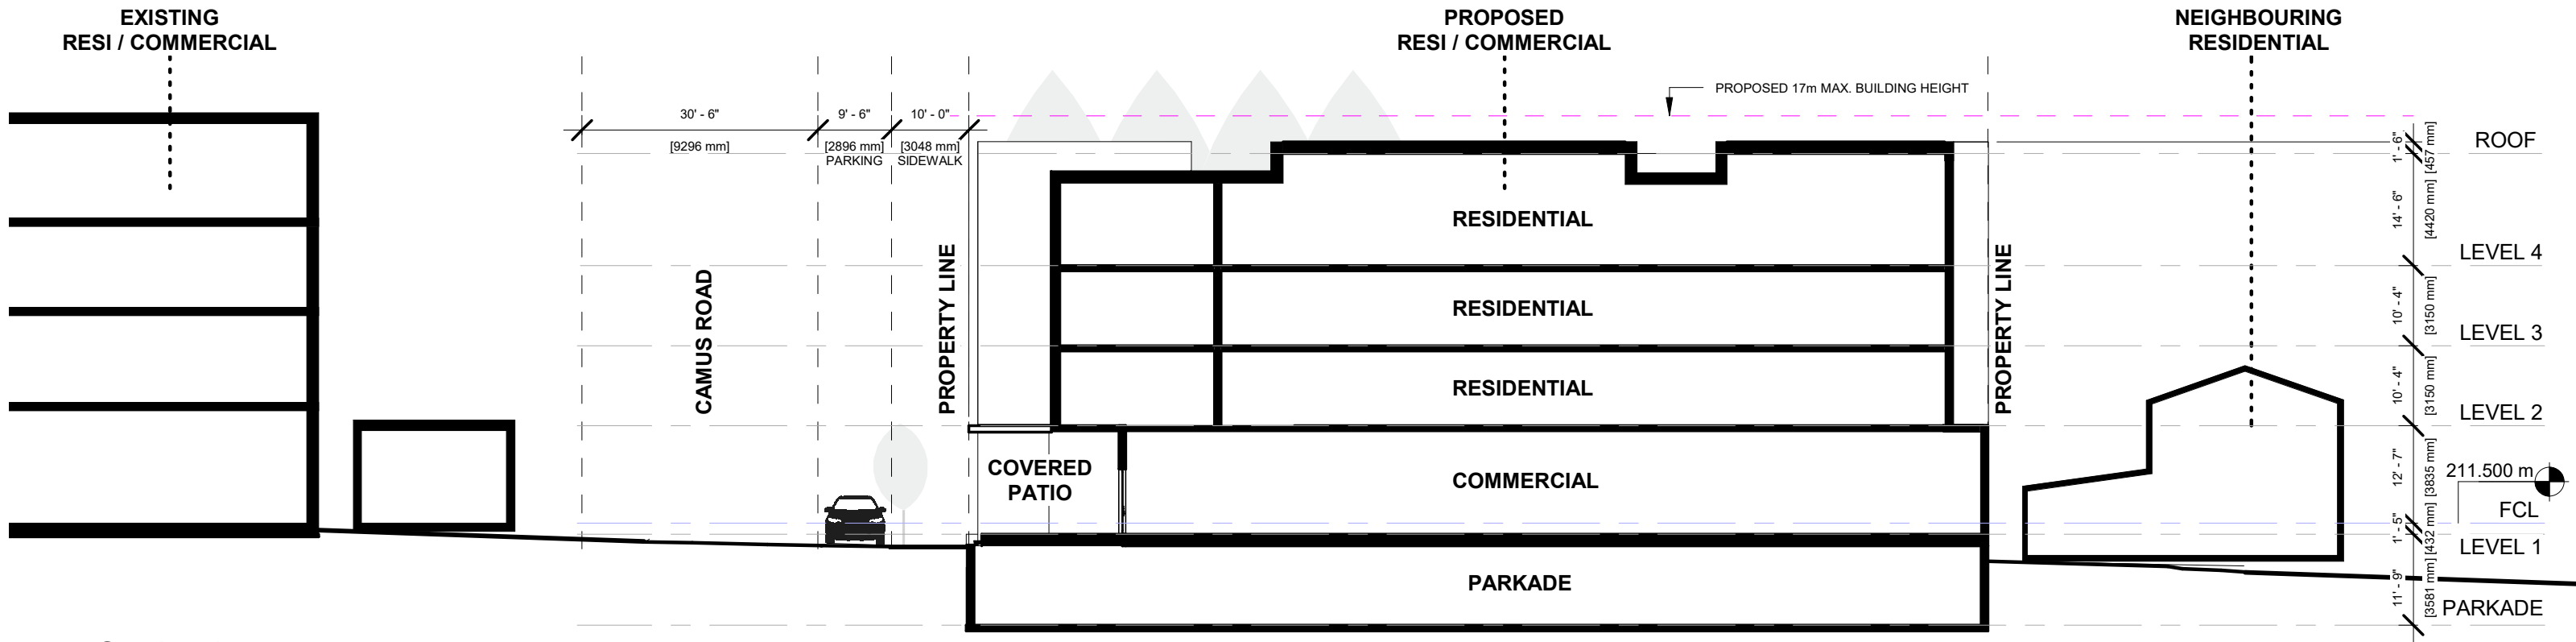 EXISTING
RESI / COMMERCIAL
PROPOSED
RESI / COMMERCIAL
NEIGHBOURING
RESIDENTIAL
PROPOSED 17m MAX. BUILDING HEIGHT
30' - 6"
9' - 6"
10' - 0"
[9296 mm]
[2896 mm]
PARKING
[3048 mm]
SIDEWALK
CAMUS ROAD
PROPERTY LINE
RESIDENTIAL
RESIDENTIAL
RESIDENTIAL
COVERED
PATIO
COMMERCIAL
PARKADE
PROPERTY LINE
1' - 6"
[457 mm]
ROOF
14' - 6"
[4420 mm]
LEVEL 4
10' - 4"
[3150 mm]
LEVEL 3
10' - 4"
[3150 mm]
LEVEL 2
12' - 7"
[3835 mm]
211.500 m
FCL
1' - 5"
[432 mm]
LEVEL 1
11' - 9"
[3581 mm]
PARKADE